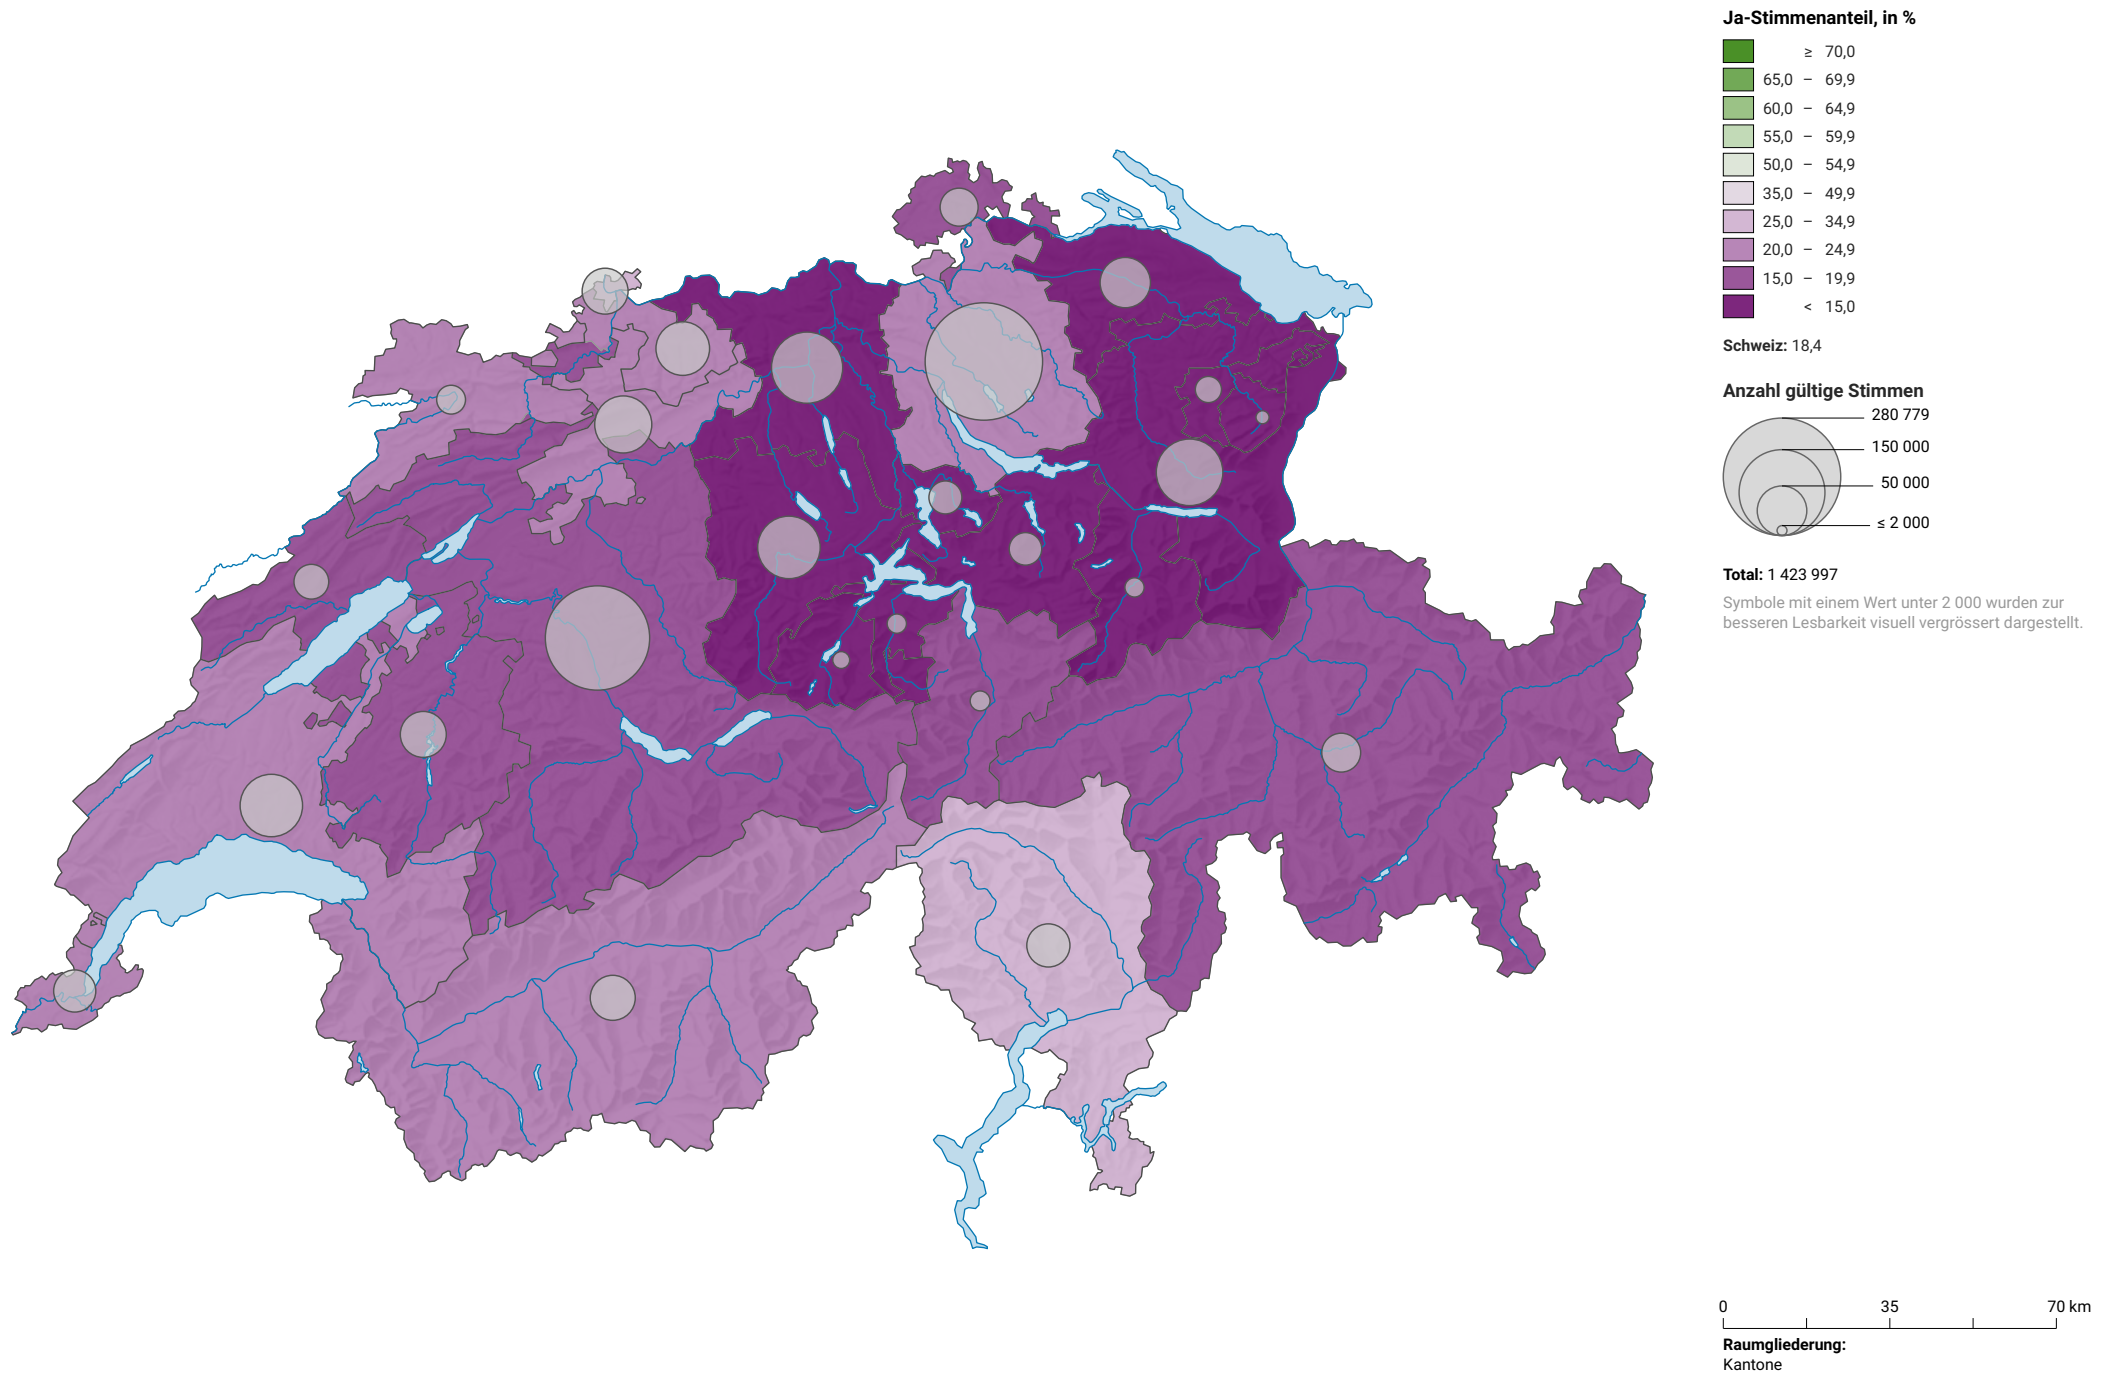 Ja-Stimmenanteil, in %
≥ 70,0
65,0 – 69,9
60,0 – 64,9
55,0 – 59,9
50,0 – 54,9
35,0 – 49,9
25,0 – 34,9
20,0 – 24,9
15,0 – 19,9
< 15,0
Schweiz: 18,4
Anzahl gültige Stimmen
280 779
150 000
50 000
≤ 2 000
Total: 1 423 997
Symbole mit einem Wert unter 2 000 wurden zur
besseren Lesbarkeit visuell vergrössert dargestellt.
0 35 70 km
Raumgliederung:
Kantone